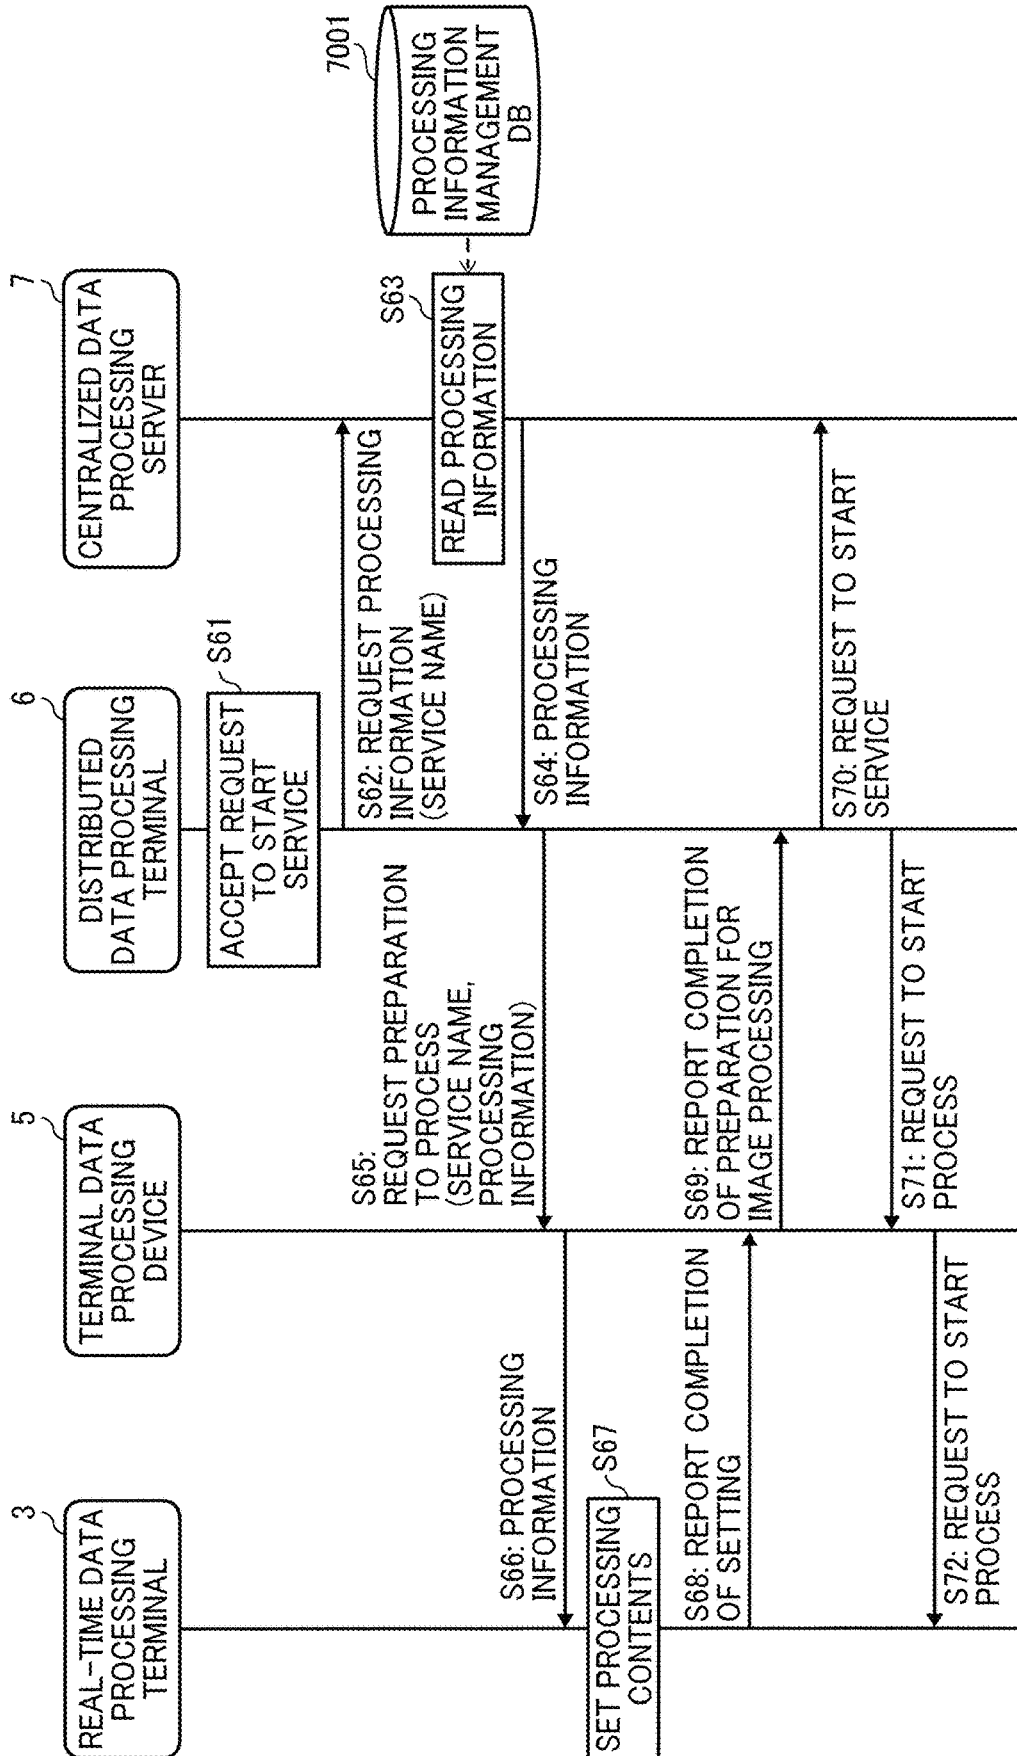 3
REAL-TIME DATA
PROCESSING
TERMINAL
5
TERMINAL DATA
PROCESSING
DEVICE
6
DISTRIBUTED
DATA PROCESSING
TERMINAL
7
CENTRALIZED DATA
PROCESSING
SERVER
S61
ACCEPT REQUEST
TO START
SERVICE
7001
PROCESSING
INFORMATION
MANAGEMENT
DB
S62: REQUEST PROCESSING
INFORMATION
(SERVICE NAME)
S63
READ PROCESSING
INFORMATION
S64: PROCESSING
INFORMATION
S65:
REQUEST PREPARATION
TO PROCESS
(SERVICE NAME,
PROCESSING
INFORMATION)
S66: PROCESSING
INFORMATION
S67
SET PROCESSING
CONTENTS
S68: REPORT COMPLETION
OF SETTING
S69: REPORT COMPLETION
OF PREPARATION FOR
IMAGE PROCESSING
S70: REQUEST TO START
SERVICE
S71: REQUEST TO START
PROCESS
S72: REQUEST TO START
PROCESS